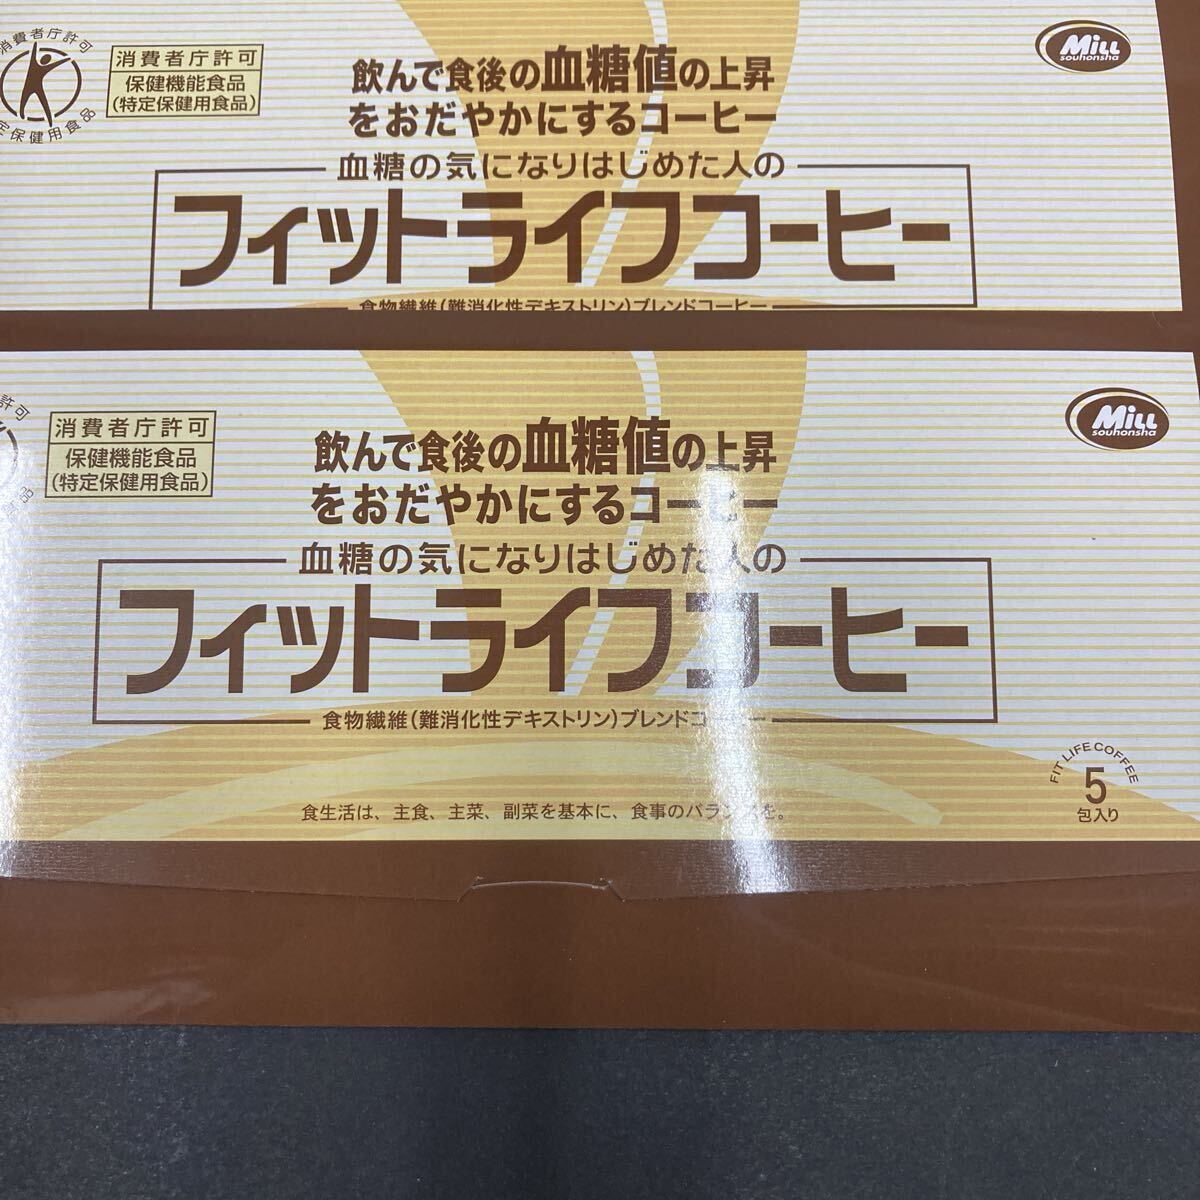 消費者庁許可
特定保健用食品
消費者庁許可
保健機能食品
(特定保健用食品)
Mill
souhonsha
飲んで食後の血糖値の上昇
をおだやかにするコーヒー
血糖の気になりはじめた人の
フィットライフコーヒー
食物繊維(難消化性デキストリン)ブレンドコーヒー
許可
消費者庁許可
保健機能食品
(特定保健用食品)
Mill
souhonsha
飲んで食後の血糖値の上昇
をおだやかにするコーヒー
血糖の気になりはじめた人の
フィットライフコーヒー
食物繊維(難消化性デキストリン)ブレンドコーヒー
FIT LIFE COFFEE
5
包入り
食生活は、主食、主菜、副菜を基本に、食事のバランスを。